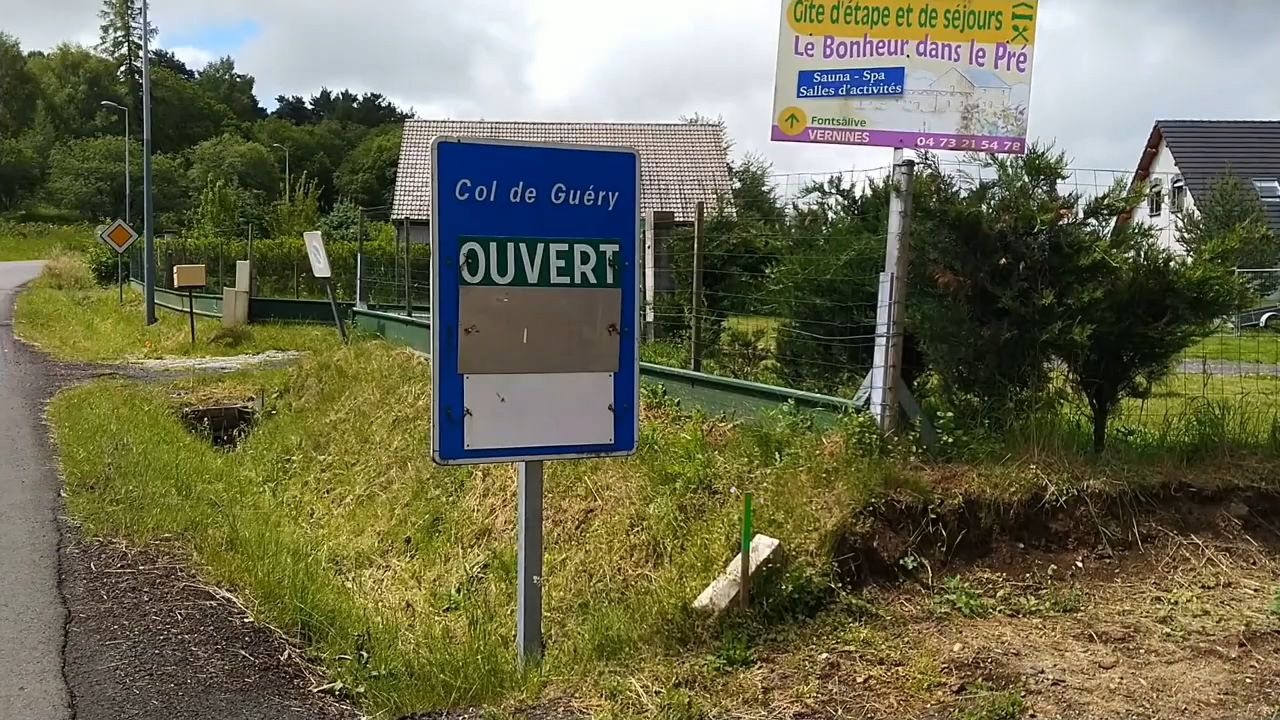 Gîte d'étape et de séjours
Le Bonheur dans le Pré
Sauna - Spa
Salles d'activités
Fontsalive
VERNINES 04 73 21 54 78
Col de Guéry
OUVERT